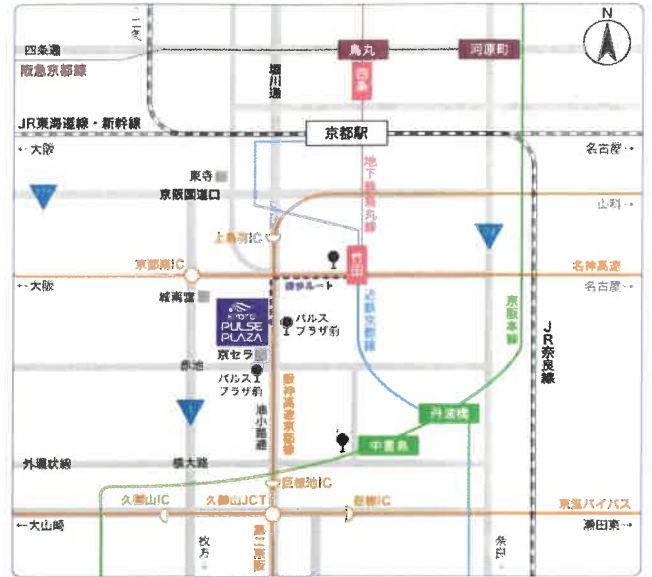 N
四条通
阪急京都線
烏丸
河原町
四条
堀川通
JR東海道線・新幹線
京都駅
←大阪
名古屋→
東寺
京阪国道口
地下鉄烏丸線
山科→
上鳥羽IC
竹田
京都南IC
名神高速
←大阪
徒歩ルート
名古屋→
城南宮
KYOTO
PULSE
PLAZA
パルス
プラザ前
近鉄京都線
京阪本線
JR奈良線
京セラ
赤池
パルス
プラザ前
阪神高速京都線
油小路通
1
丹波橋
中書島
外環状線
横大路
巨椋池IC
久御山IC
久御山JCT
巨椋IC
京滋バイパス
←大山崎
瀬田東→
枚方
奈良